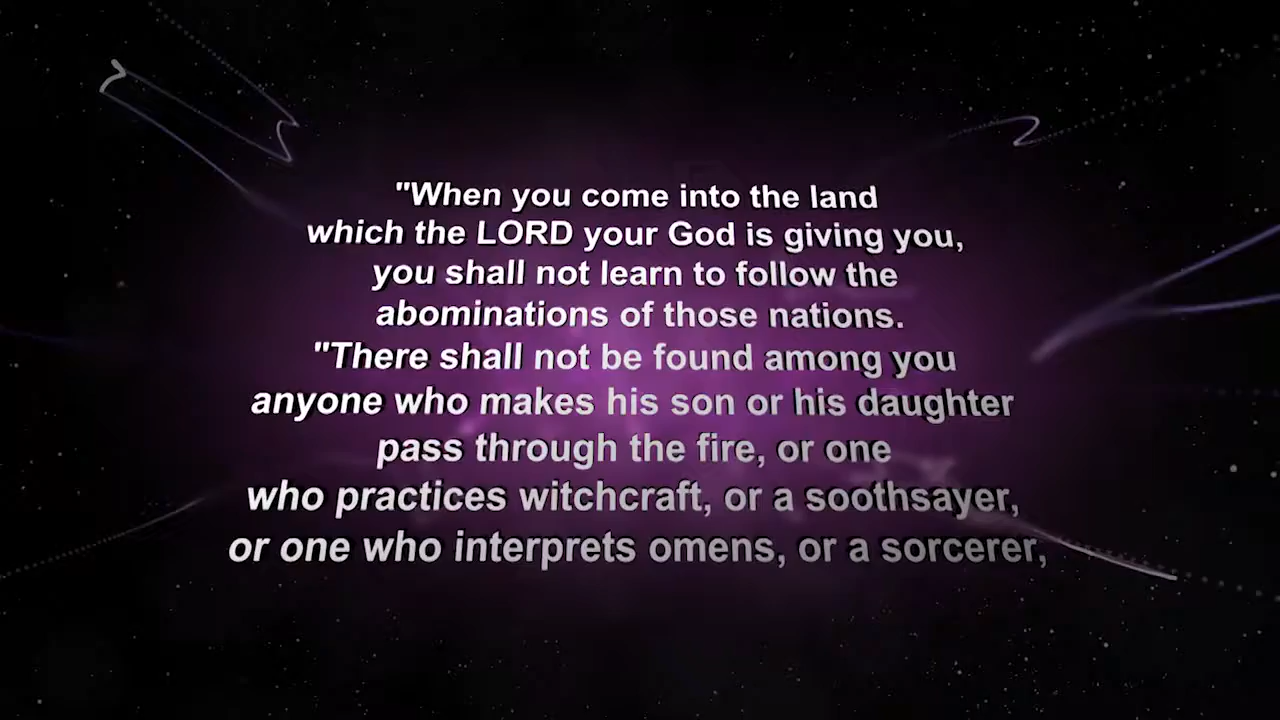 "When you come into the land
which the LORD your God is giving you,
you shall not learn to follow the
abominations of those nations.
"There shall not be found among you
anyone who makes his son or his daughter
pass through the fire, or one
who practices witchcraft, or a soothsayer,
or one who interprets omens, or a sorcerer,